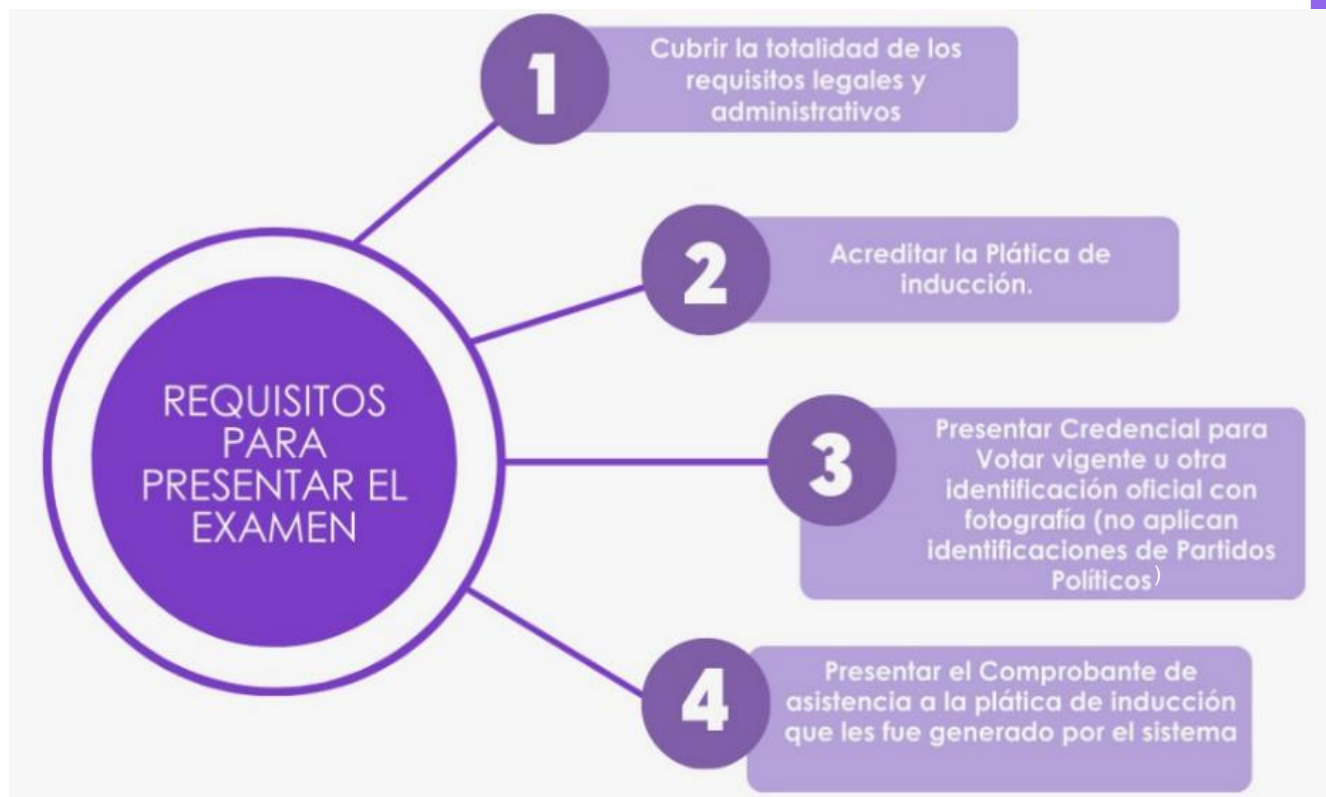 REQUISITOS
PARA
PRESENTAR EL
EXAMEN
1
Cubrir la totalidad de los
requisitos legales y
administrativos
2
Acreditar la Plática de
inducción.
3
Presentar Credencial para
Votar vigente u otra
identificación oficial con
fotografía (no aplican
identificaciones de Partidos
Políticos)
4
Presentar el Comprobante de
asistencia a la plática de inducción
que les fue generado por el sistema